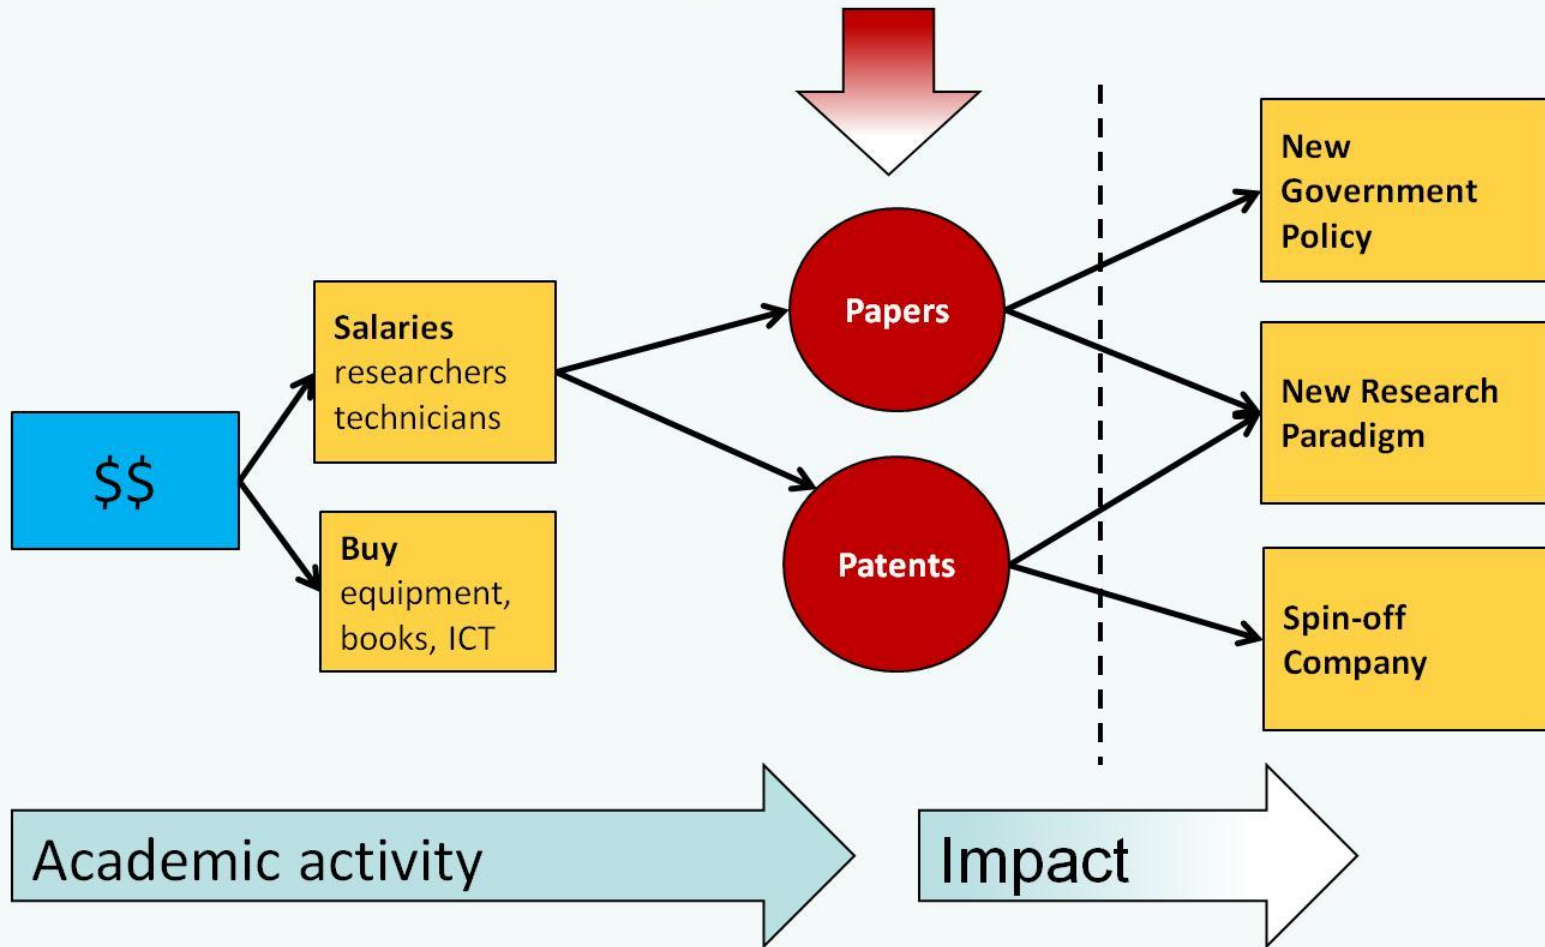 $$
Salaries
researchers
technicians
Buy
equipment,
books, ICT
Papers
Patents
New
Government
Policy
New Research
Paradigm
Spin-off
Company
Academic activity
Impact